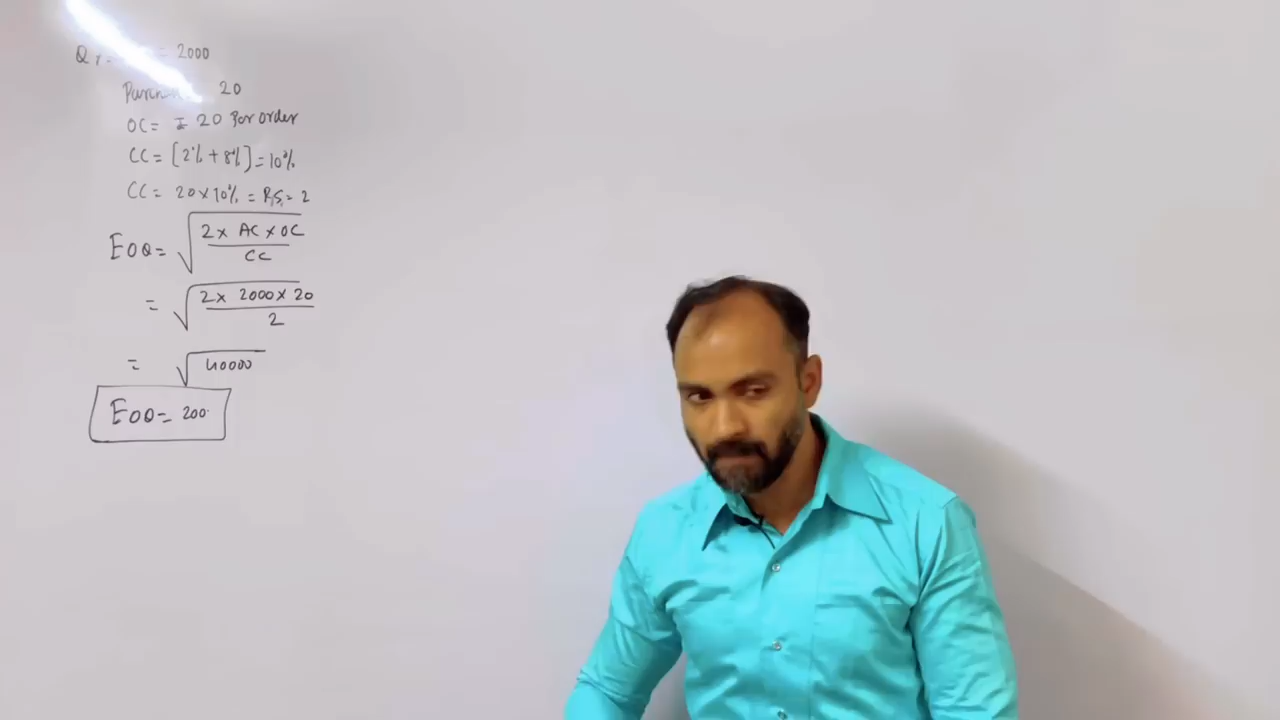 Q 1. = 2000
20
OC = 20 Per order
CC = [2% + 8%] = 10%
CC = 20 x 10% = RS. 2
EOQ = √ 2 x AC x OC / CC
= √ 2 x 2000 x 20 / 2
= √ 40000
EOQ = 200.